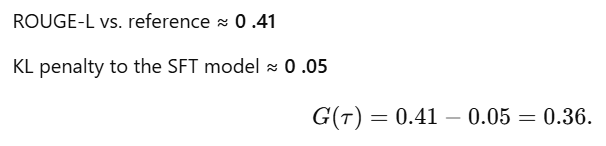 ROUGE-L vs. reference ≈ 0 .41
KL penalty to the SFT model ≈ 0 .05
G(τ) = 0.41 − 0.05 = 0.36.